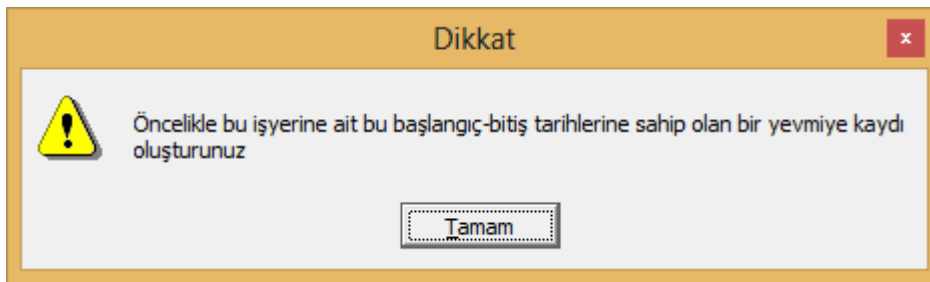 Dikkat
Öncelikle bu işyerine ait bu başlangıç-bitiş tarihlerine sahip olan bir yevmiye kaydı
oluşturunuz
Tamam